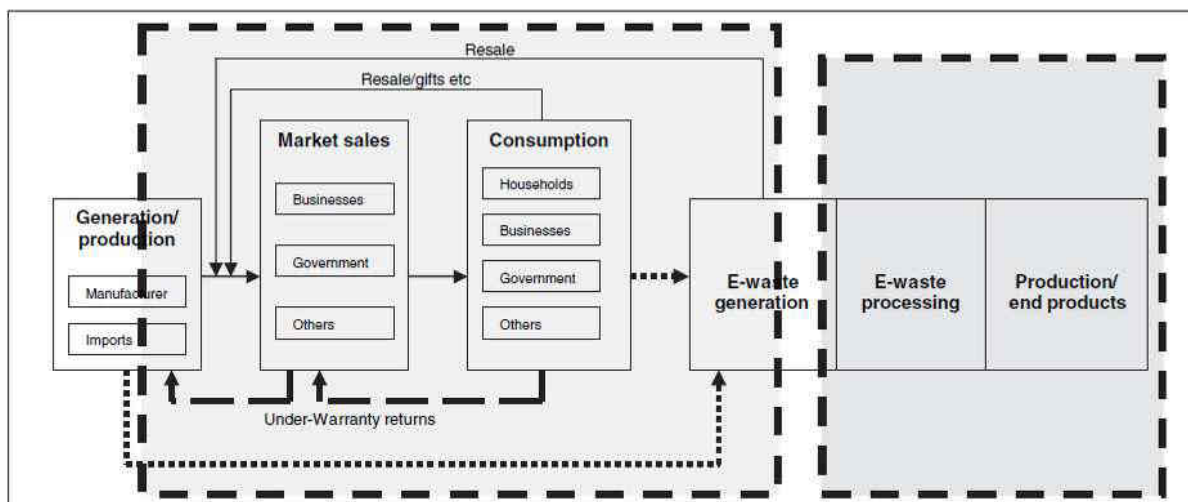 Resale
Resale/gifts etc
Market sales
Businesses
Government
Others
Consumption
Households
Businesses
Government
Others
Generation/
production
Manufacturer
Imports
E-waste
generation
E-waste
processing
Production/
end products
Under-Warranty returns